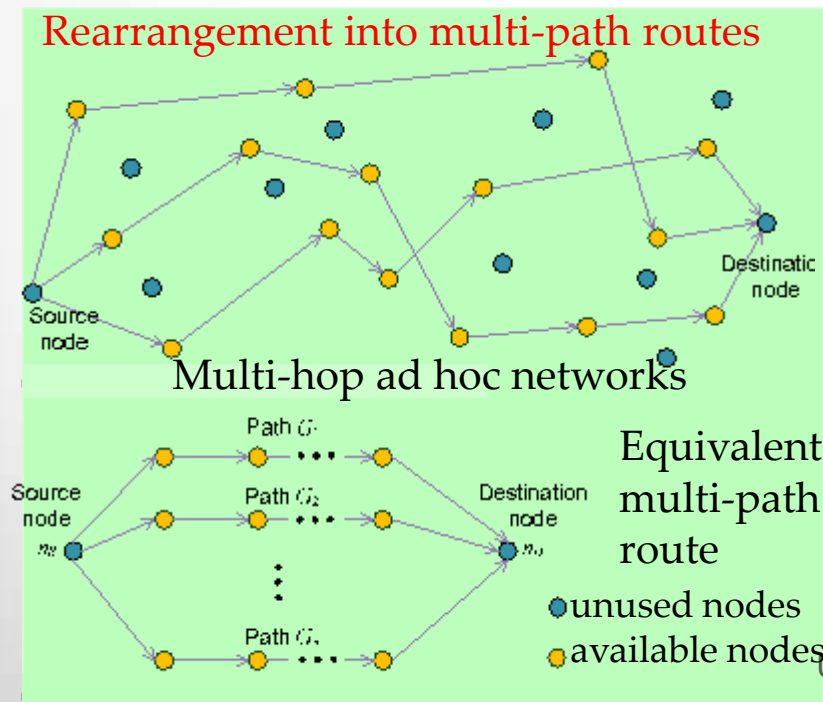 Rearrangement into multi-path routes
Destinatic
node
Source
node
Multi-hop ad hoc networks
Path
Equivalent
multi-path
route
Source
node
Path G₂
Destination
node
Path
unused nodes
available nodes